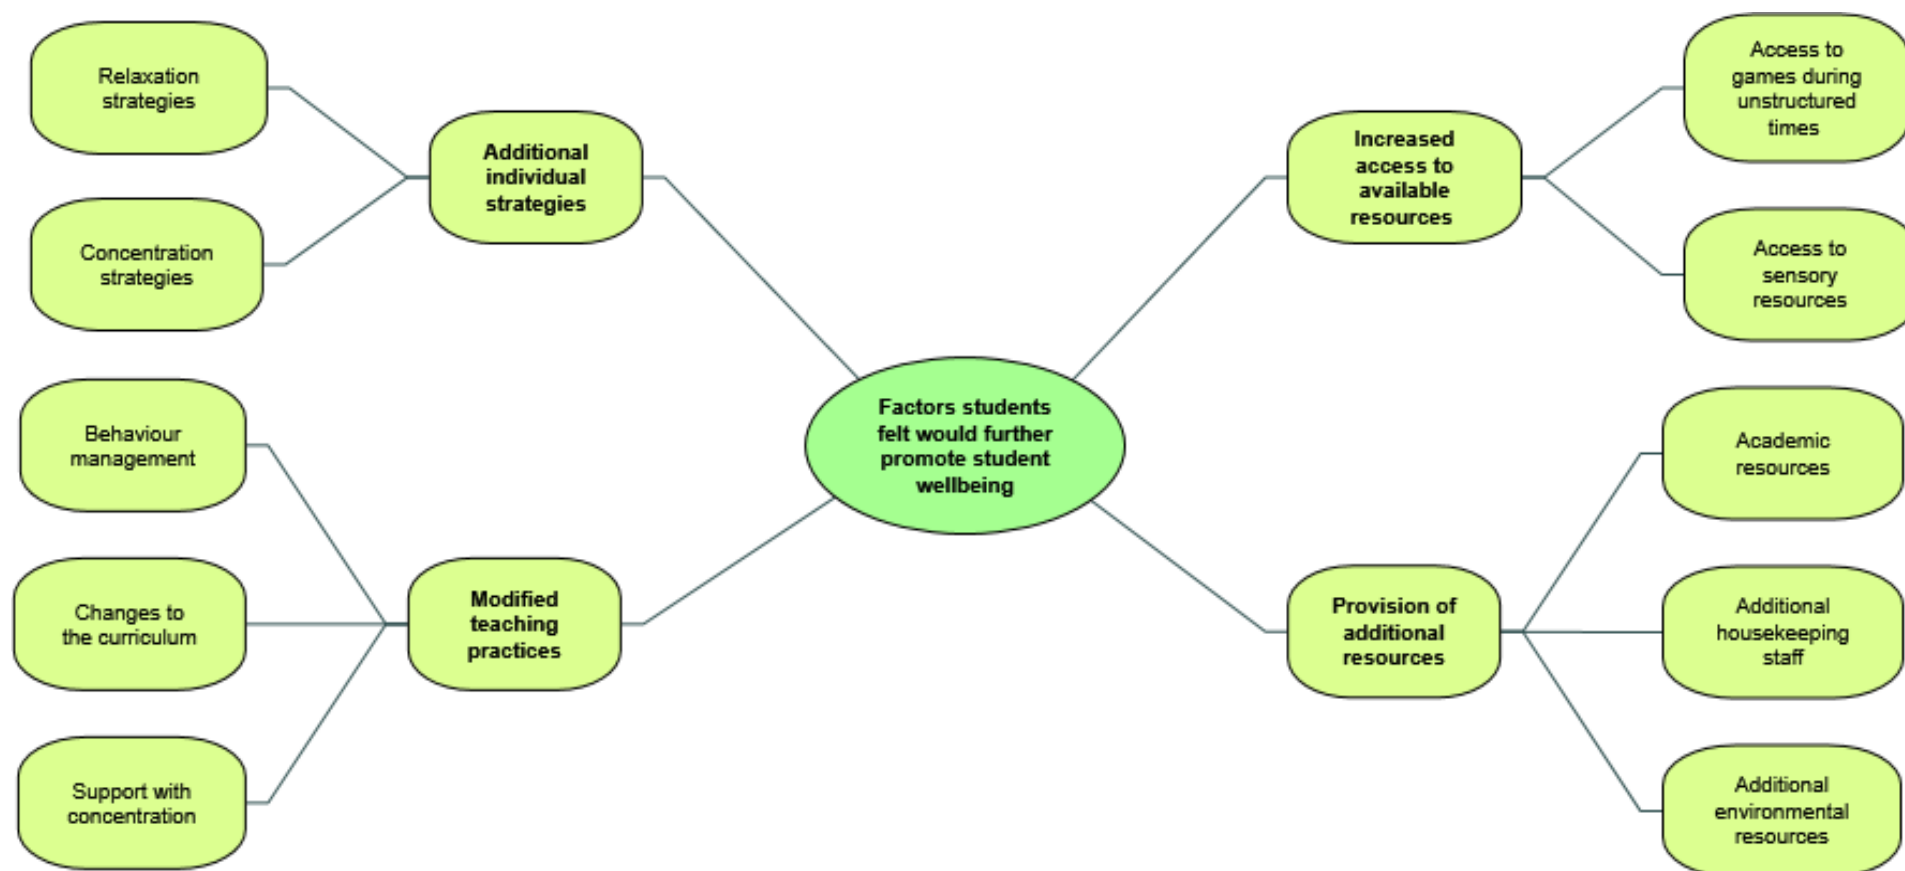 Relaxation
strategies
Concentration
strategies
Additional
individual
strategies
Behaviour
management
Changes to
the curriculum
Support with
concentration
Modified
teaching
practices
Factors students
felt would further
promote student
wellbeing
Increased
access to
available
resources
Access to
games during
unstructured
times
Access to
sensory
resources
Provision of
additional
resources
Academic
resources
Additional
housekeeping
staff
Additional
environmental
resources